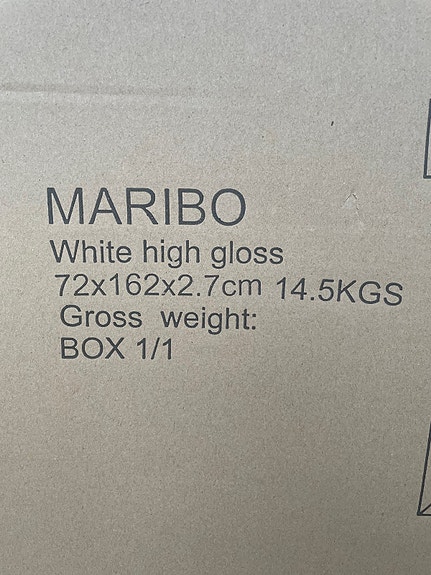 MARIBO
White high gloss
72x162x2.7cm 14.5KGS
Gross weight:
BOX 1/1